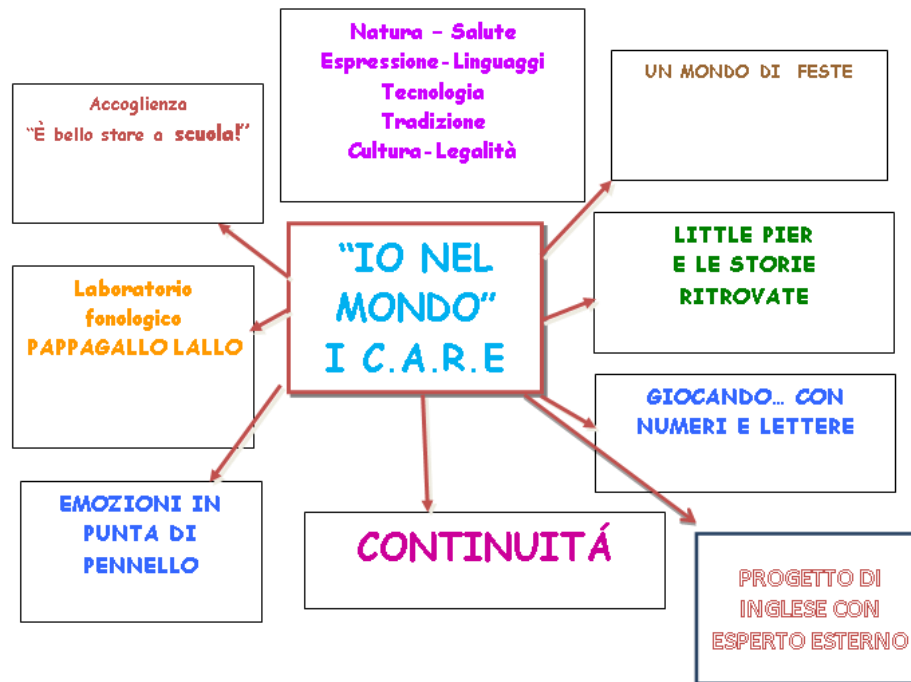 Natura – Salute
Espressione-Linguaggi
Tecnologia
Tradizione
Cultura-Legalità
UN MONDO DI FESTE
Accoglienza
"È bello stare a scuola!"
"IO NEL
MONDO"
I C.A.R.E
LITTLE PIER
E LE STORIE
RITROVATE
Laboratorio
fonologico
PAPPAGALLO LALLO
GIOCANDO... CON
NUMERI E LETTERE
EMOZIONI IN
PUNTA DI
PENNELLO
CONTINUITÁ
PROGETTO DI
INGLESE CON
ESPERTO ESTERNO